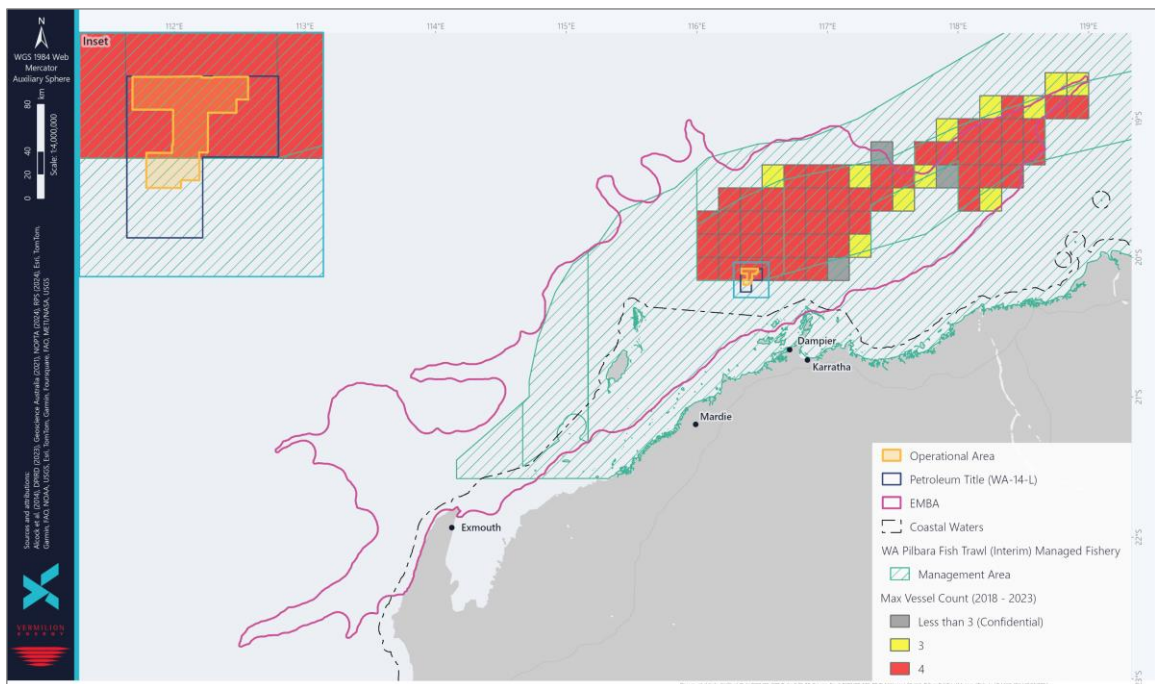 112°E
113°E
114°E
115°E
116°E
117°E
118°E
119°E
N
WGS 1984 Web
Mercator
Auxiliary Sphere
km
80
40
20
0
Scale: 1:4,000,000
Sources and attributions:
Alcock et al. (2014), DPIRD (2023), Geoscience Australia (2021), NOPTA (2024), RPS (2024), Esri, TomTom,
Garmin, FAO, NOAA, USGS, Esri, TomTom, Garmin, Foursquare, FAO, METI/NASA, USGS
VERMILION
ENERGY
Inset
19°S
20°S
21°S
22°S
23°S
Dampier
Karratha
Mardie
Exmouth
Operational Area
Petroleum Title (WA-14-L)
EMBA
Coastal Waters
WA Pilbara Fish Trawl (Interim) Managed Fishery
Management Area
Max Vessel Count (2018 - 2023)
Less than 3 (Confidential)
3
4